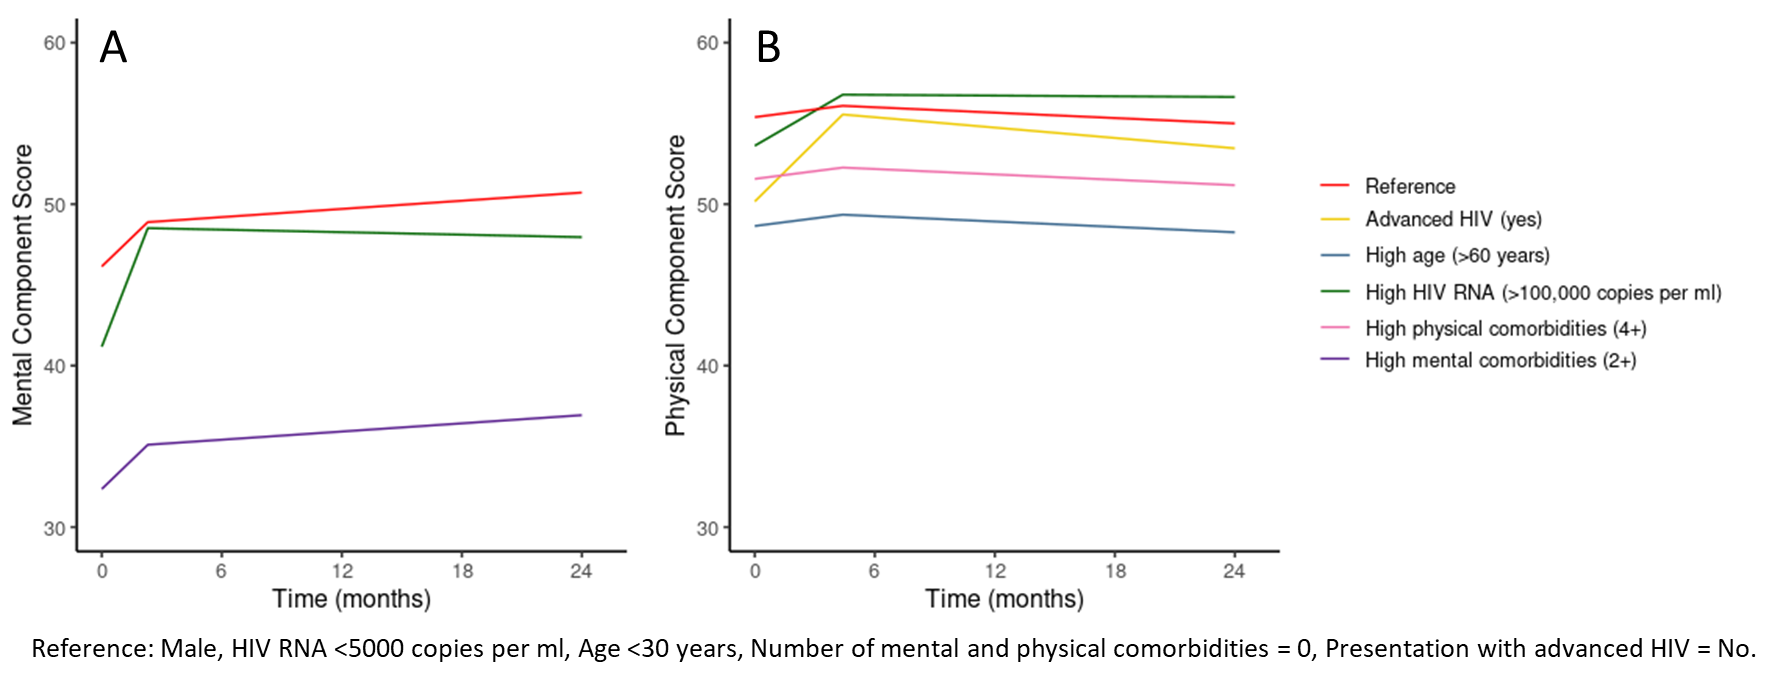 A
60
50
40
30
Mental Component Score
0 6 12 18 24
Time (months)
B
60
50
40
30
Physical Component Score
0 6 12 18 24
Time (months)
Reference
Advanced HIV (yes)
High age (>60 years)
High HIV RNA (>100,000 copies per ml)
High physical comorbidities (4+)
High mental comorbidities (2+)
Reference: Male, HIV RNA <5000 copies per ml, Age <30 years, Number of mental and physical comorbidities = 0, Presentation with advanced HIV = No.